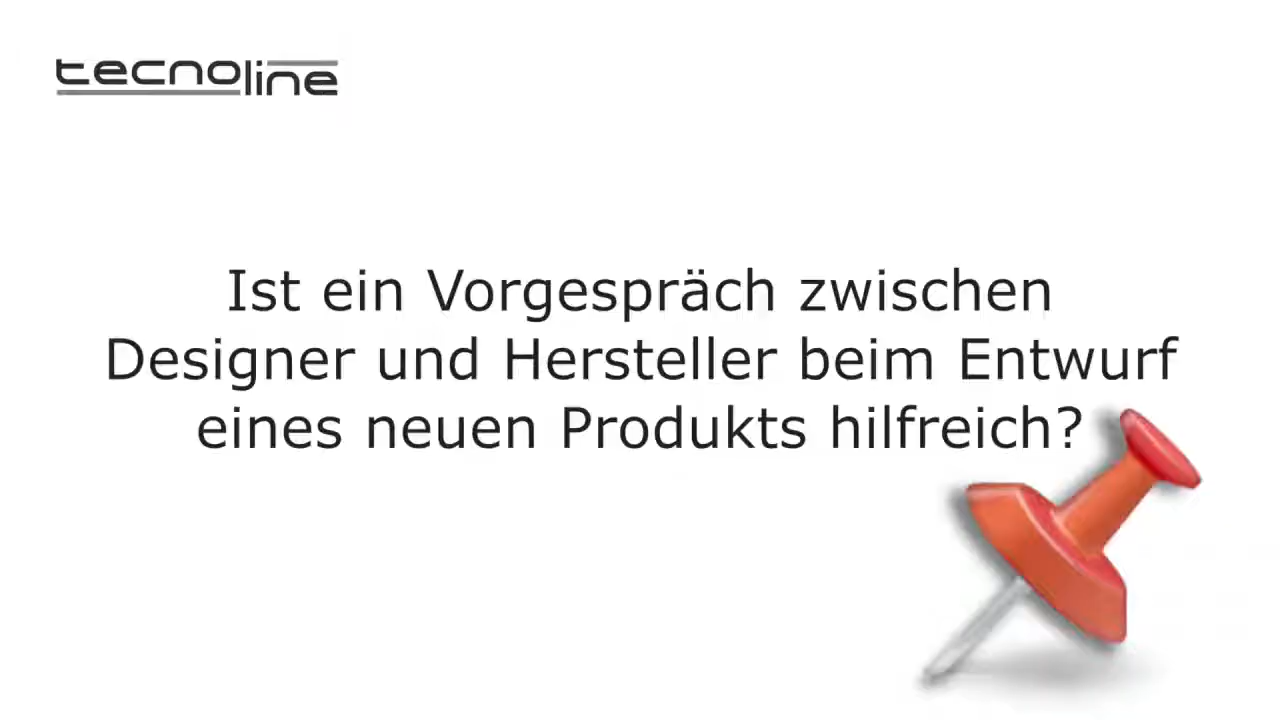 tecnoline
Ist ein Vorgespräch zwischen
Designer und Hersteller beim Entwurf
eines neuen Produkts hilfreich?